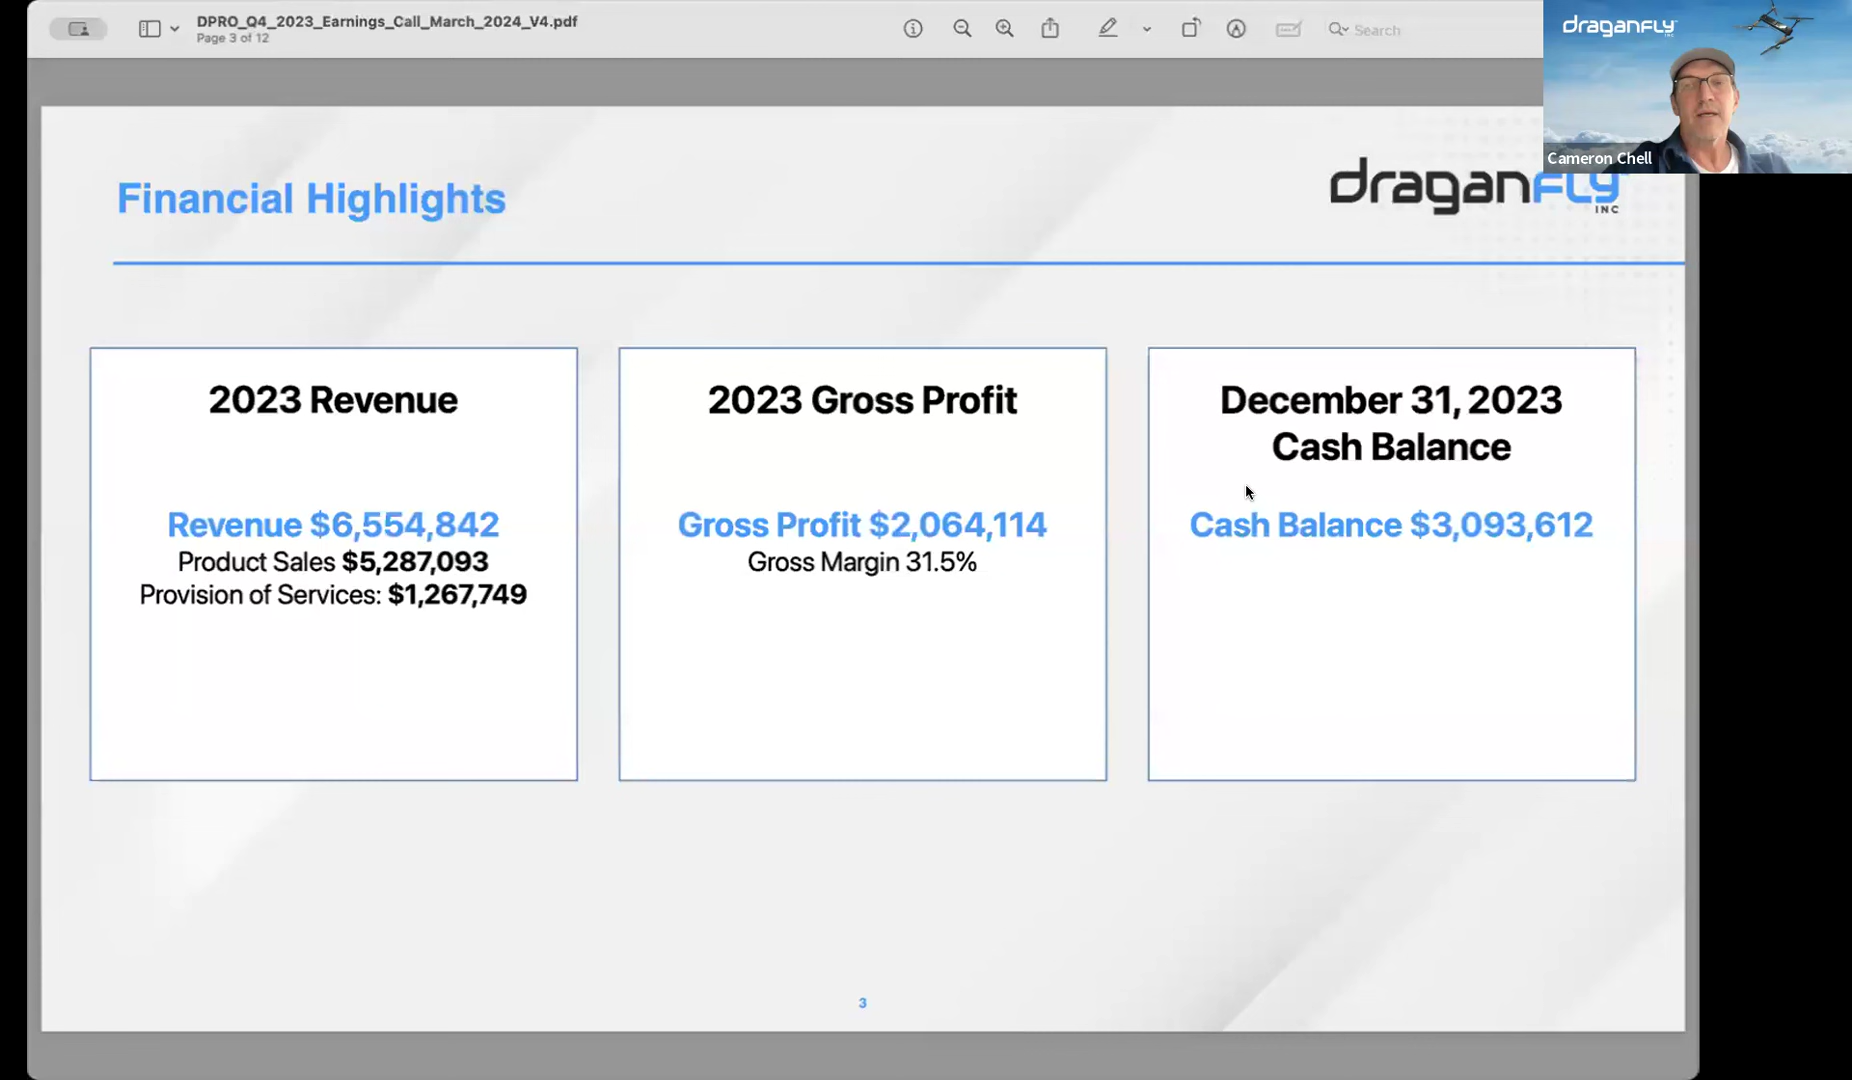 DPRO_Q4_2023_Earnings_Call_March_2024_V4.pdf
Page 3 of 12
Search
draganfly
INC
Cameron Chell
Financial Highlights
draganfly
INC
2023 Revenue
Revenue $6,554,842
Product Sales $5,287,093
Provision of Services: $1,267,749
2023 Gross Profit
Gross Profit $2,064,114
Gross Margin 31.5%
December 31, 2023
Cash Balance
Cash Balance $3,093,612
3